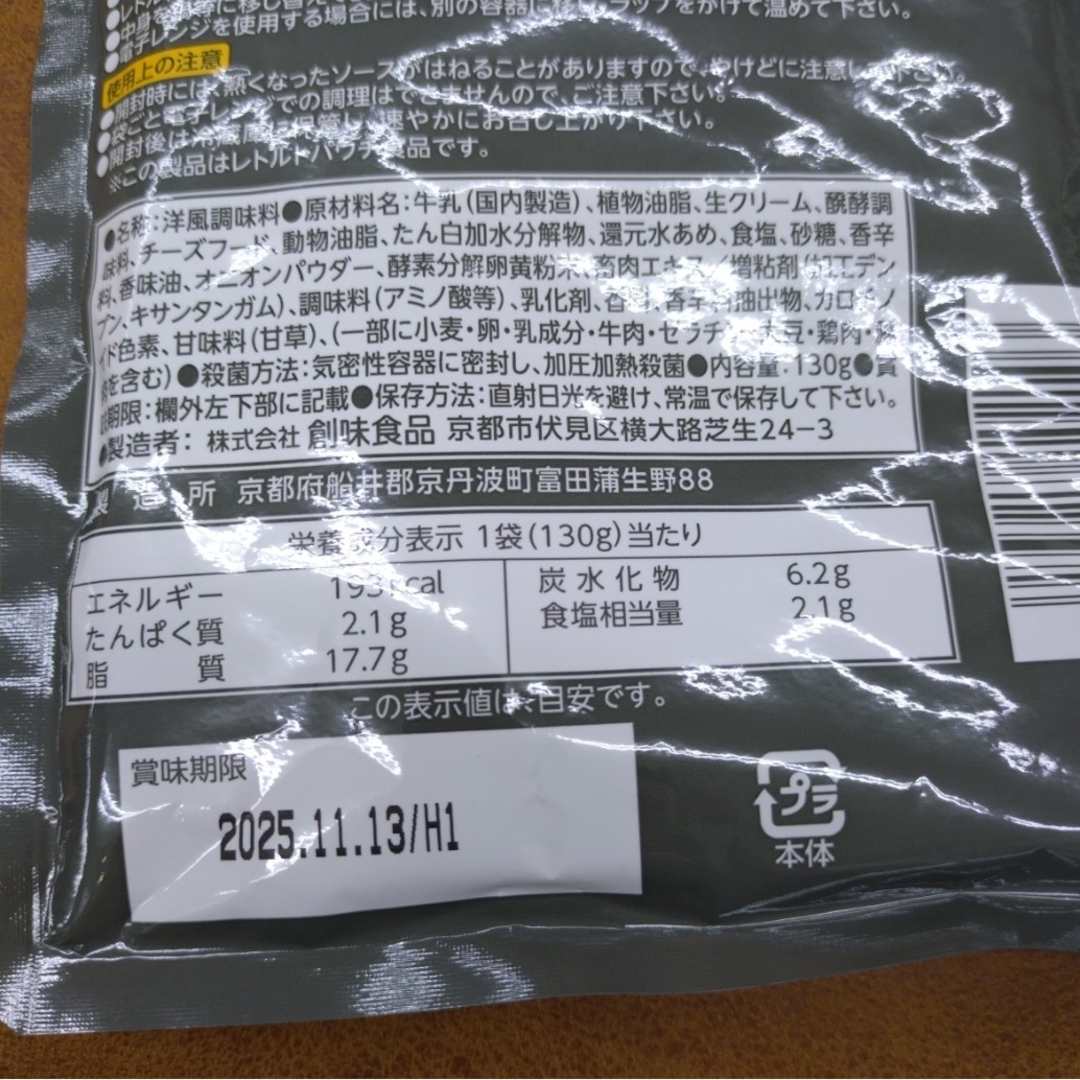 ●電子レンジを使用する場合には、別の容器に移しラップをかけて温めて下さい。
使用上の注意
●開封時には、熱くなったソースがはねることがありますので、やけどに注意し下さい。
●袋ごと電子レンジでの調理はできませんので、ご注意下さい。
●開封後は冷蔵庫に保管し、速やかにお召し上がり下さい。
※この製品はレトルトパウチ食品です。
●名称:洋風調味料●原材料名:牛乳(国内製造)、植物油脂、生クリーム、醗酵調
味料、チーズフード、動物油脂、たん白加水分解物、還元水あめ、食塩、砂糖、香辛
料、香味油、オニオンパウダー、酵素分解卵黄粉末、畜肉エキス/増粘剤(加工デン
プン、キサンタンガム)、調味料(アミノ酸等)、乳化剤、香料、香辛料抽出物、カロチノ
イド色素、甘味料(甘草)、(一部に小麦・卵・乳成分・牛肉・ゼラチン・大豆・鶏肉・豚
肉を含む)●殺菌方法:気密性容器に密封し、加圧加熱殺菌●内容量:130g●賞
味期限:欄外左下部に記載●保存方法:直射日光を避け、常温で保存して下さい。
●製造者: 株式会社 創味食品 京都市伏見区横大路芝生24−3
製造所 京都府船井郡京丹波町富田蒲生野88
栄養成分表示 1袋(130g)当たり
エネルギー 193kcal
たんぱく質 2.1g
脂質 17.7g
炭水化物 6.2g
食塩相当量 2.1g
この表示値は、目安です。
賞味期限
2025.11.13/H1
プラ
本体